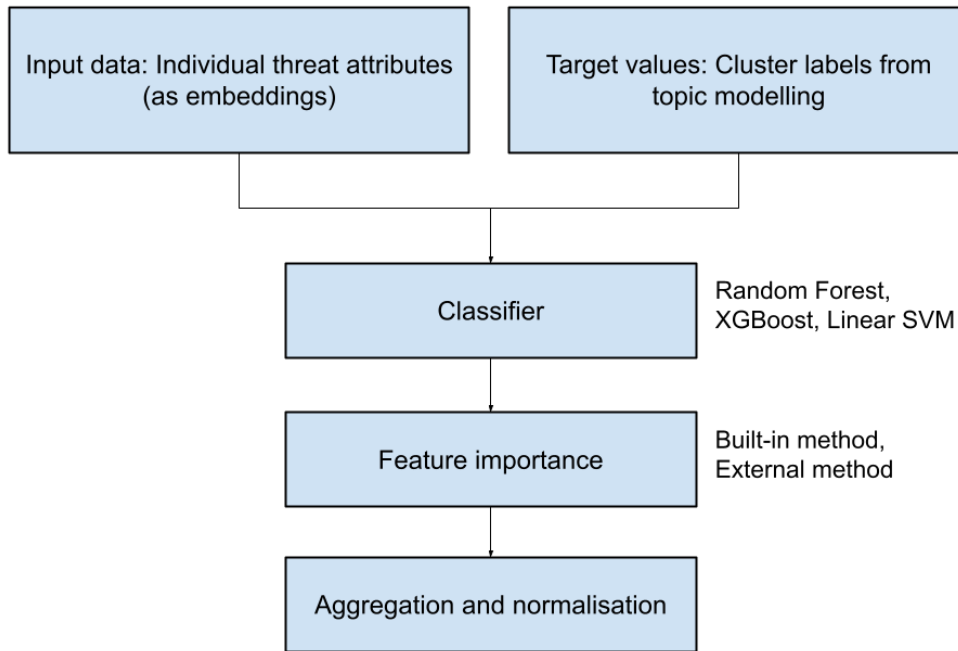 Input data: Individual threat attributes
(as embeddings)
Target values: Cluster labels from
topic modelling
Classifier
Random Forest,
XGBoost, Linear SVM
Feature importance
Built-in method,
External method
Aggregation and normalisation